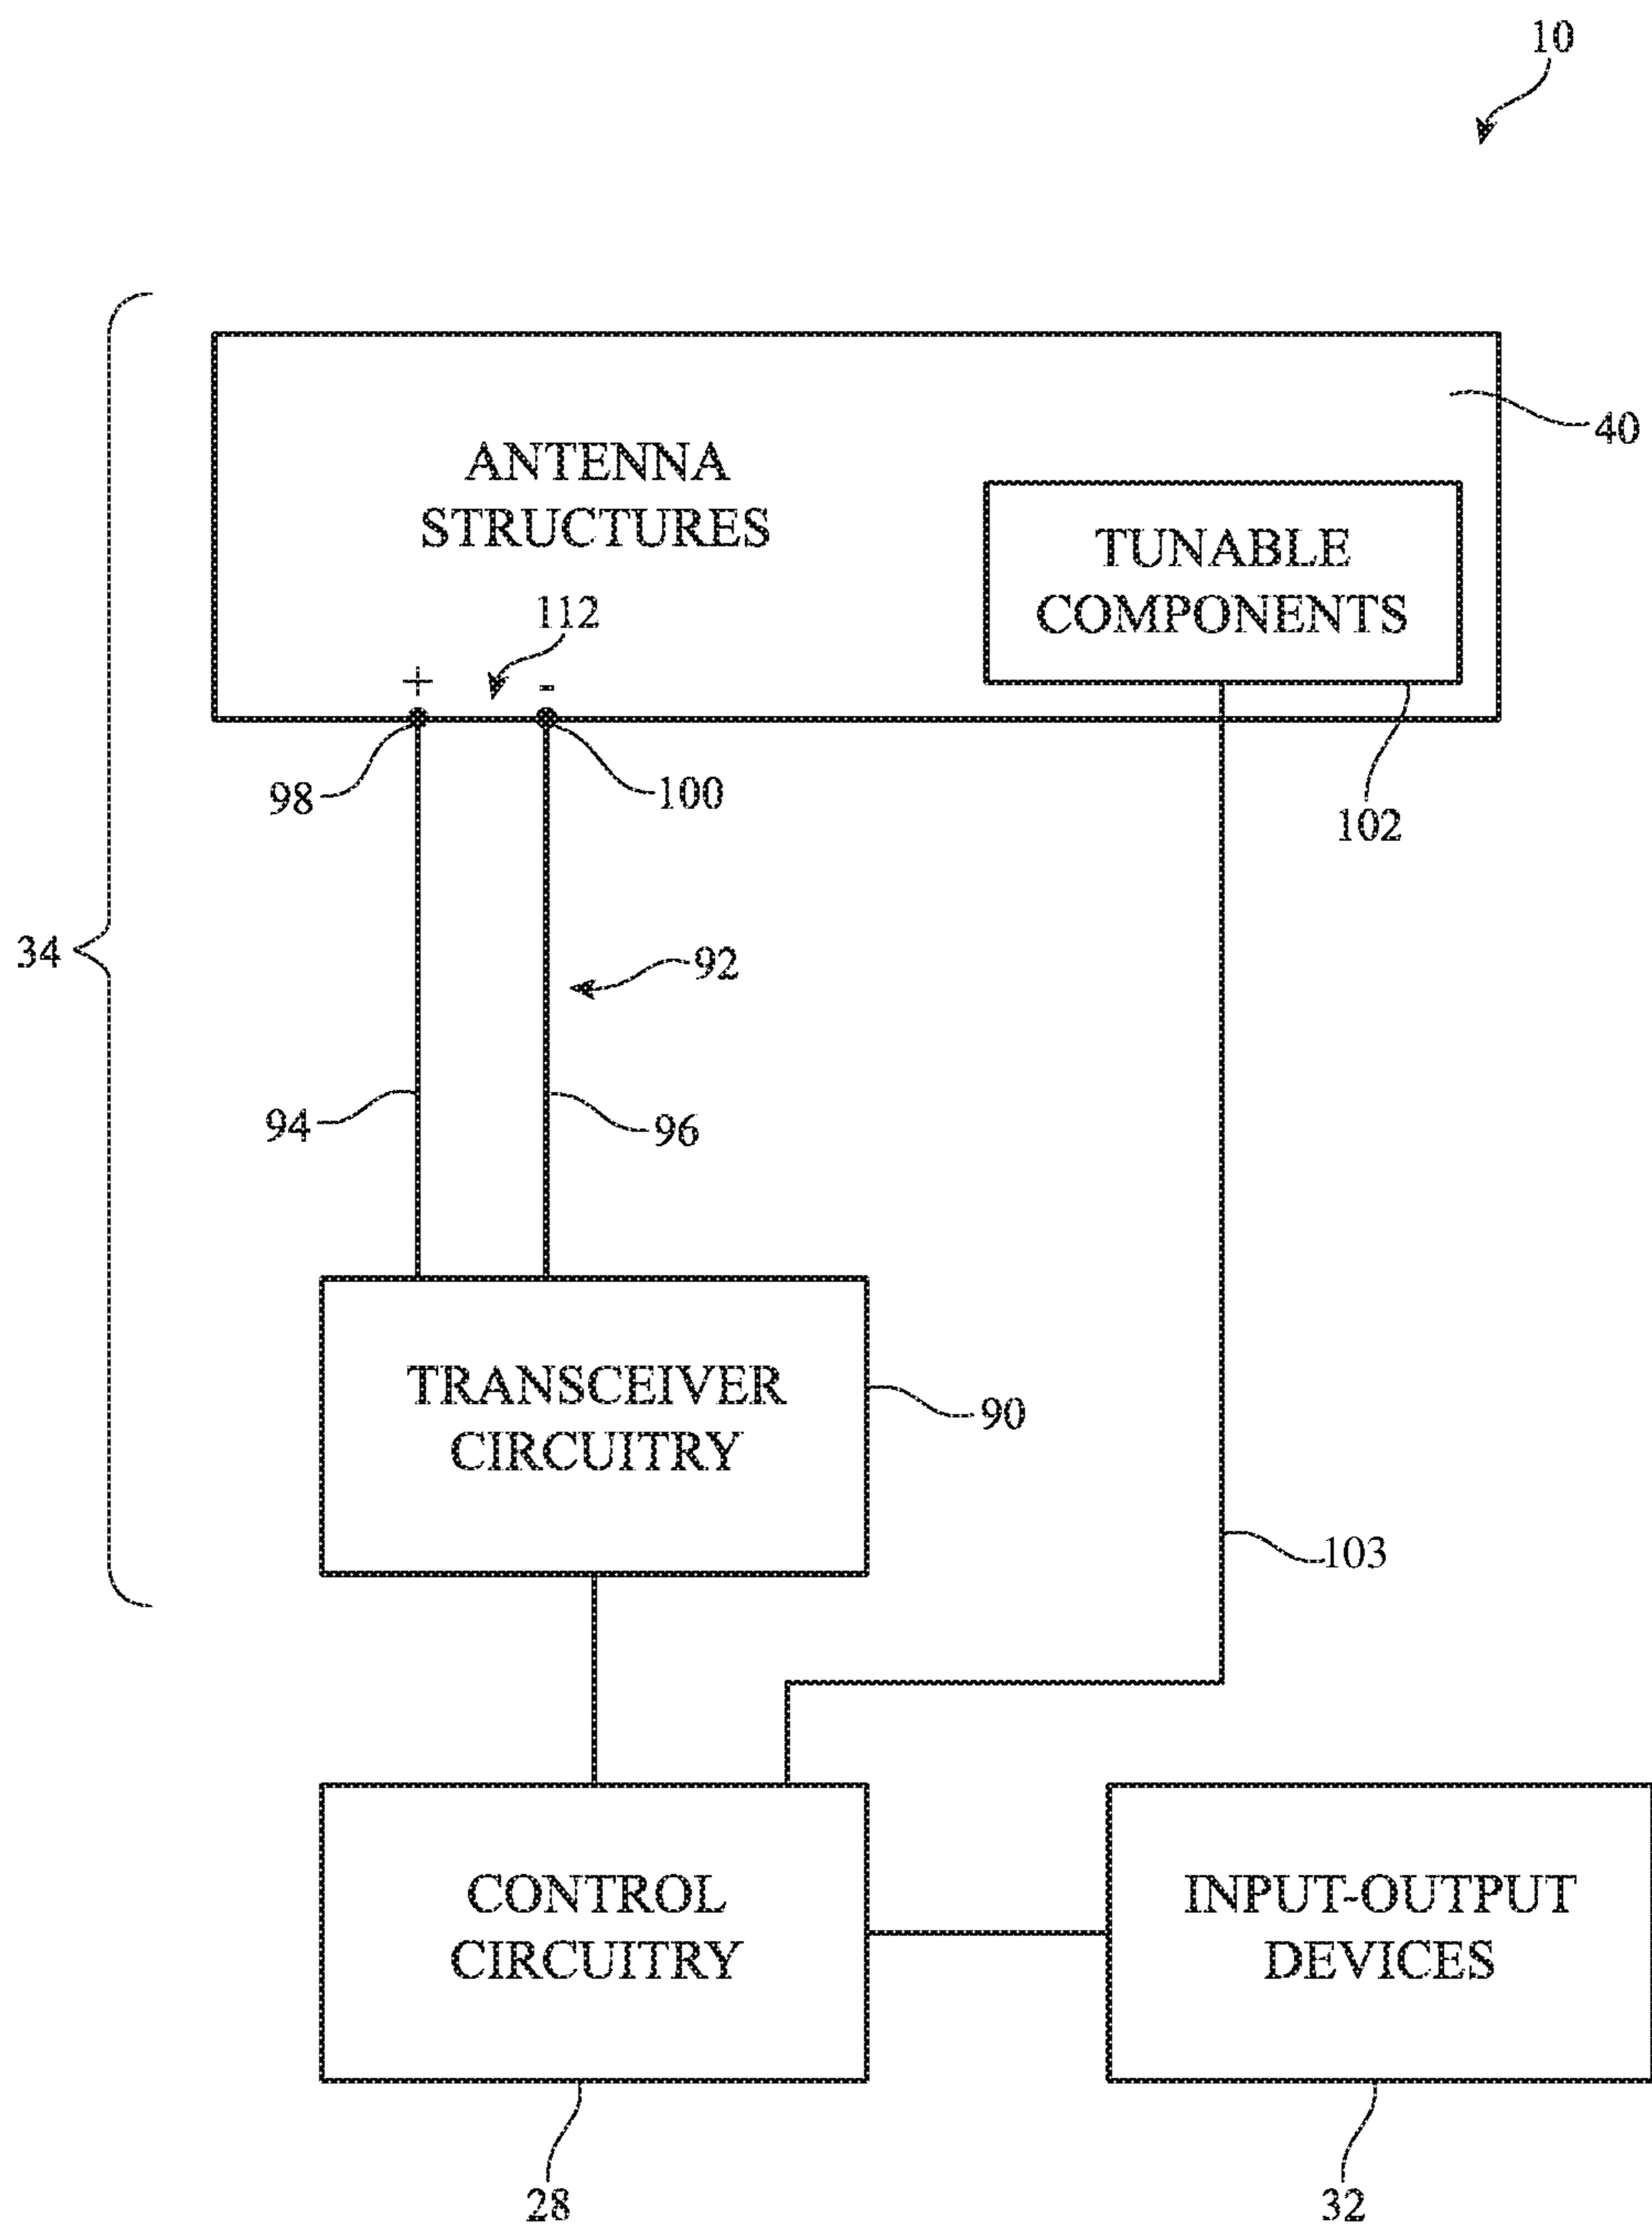 10
40
ANTENNA
STRUCTURES
TUNABLE
COMPONENTS
112
+
-
98
100
102
34
92
94
96
TRANSCEIVER
CIRCUITRY
90
103
CONTROL
CIRCUITRY
INPUT-OUTPUT
DEVICES
28
32